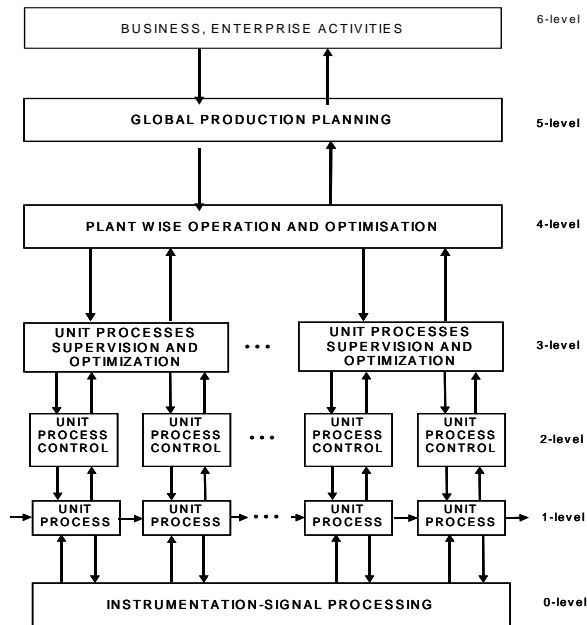 BUSINESS, ENTERPRISE ACTIVITIES
6-level
GLOBAL PRODUCTION PLANNING
5-level
PLANT WISE OPERATION AND OPTIMISATION
4-level
UNIT PROCESSES
SUPERVISION AND
OPTIMIZATION
...
UNIT PROCESSES
SUPERVISION AND
OPTIMIZATION
3-level
UNIT
PROCESS
CONTROL
UNIT
PROCESS
CONTROL
...
UNIT
PROCESS
CONTROL
UNIT
PROCESS
CONTROL
2-level
UNIT
PROCESS
UNIT
PROCESS
...
UNIT
PROCESS
UNIT
PROCESS
1-level
INSTRUMENTATION-SIGNAL PROCESSING
0-level